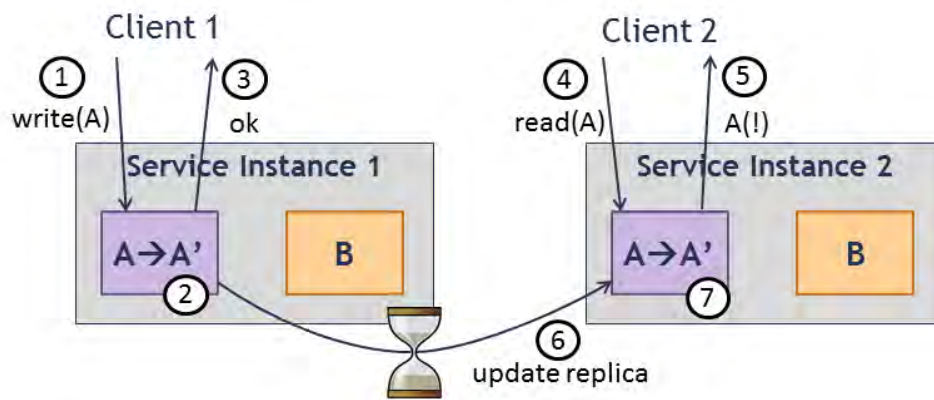 Client 1
Client 2
1
3
4
5
write(A)
ok
read(A)
A(!)
Service Instance 1
Service Instance 2
A→A'
B
A→A'
B
2
7
6
update replica